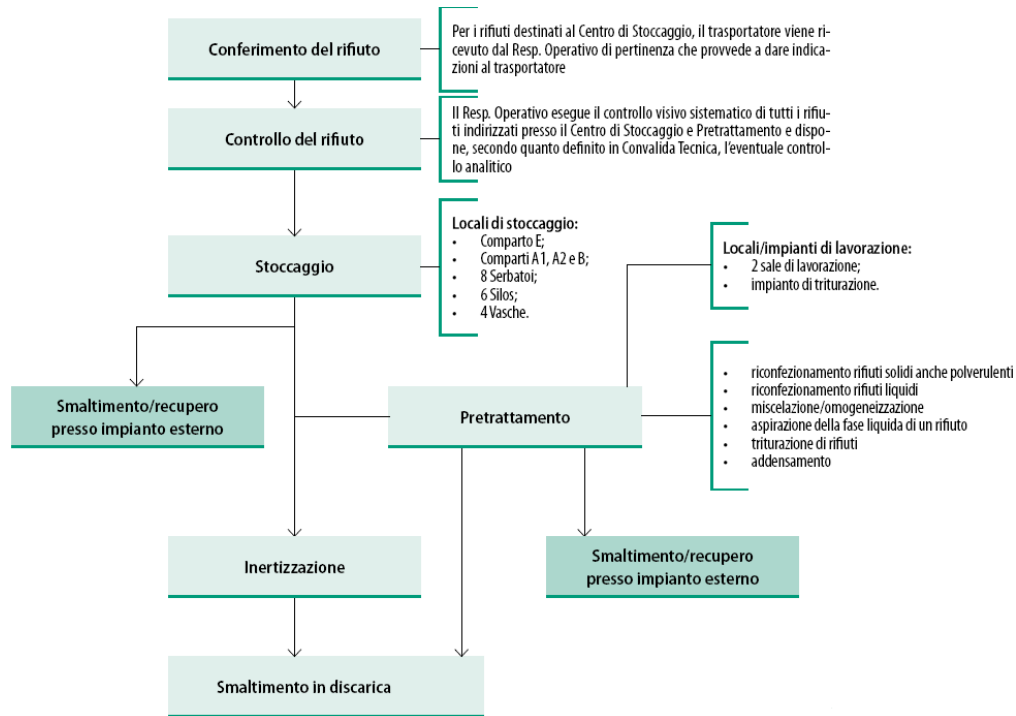 Conferimento del rifiuto
Per i rifiuti destinati al Centro di Stoccaggio, il trasportatore viene ri-
cevuto dal Resp. Operativo di pertinenza che provvede a dare indica-
zioni al trasportatore
Controllo del rifiuto
Il Resp. Operativo esegue il controllo visivo sistematico di tutti i rifiu-
ti indirizzati presso il Centro di Stoccaggio e Pretrattamento e dispo-
ne, secondo quanto definito in Convalida Tecnica, l'eventuale control-
lo analitico
Stoccaggio
Locali di stoccaggio:
• Comparto E;
• Comparti A1, A2 e B;
• 8 Serbatoi;
• 6 Silos;
• 4 Vasche.
Locali/impianti di lavorazione:
• 2 sale di lavorazione;
• impianto di triturazione.
Smaltimento/recupero
presso impianto esterno
Pretrattamento
• riconfezionamento rifiuti solidi anche polverulenti
• riconfezionamento rifiuti liquidi
• miscelazione/omogeneizzazione
• aspirazione della fase liquida di un rifiuto
• triturazione di rifiuti
• addensamento
Inertizzazione
Smaltimento/recupero
presso impianto esterno
Smaltimento in discarica